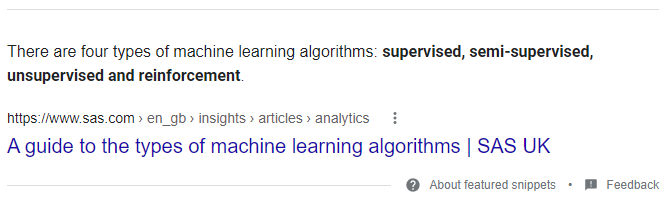 There are four types of machine learning algorithms: supervised, semi-supervised,
unsupervised and reinforcement.
https://www.sas.com › en_gb › insights › articles › analytics
A guide to the types of machine learning algorithms | SAS UK
About featured snippets • Feedback